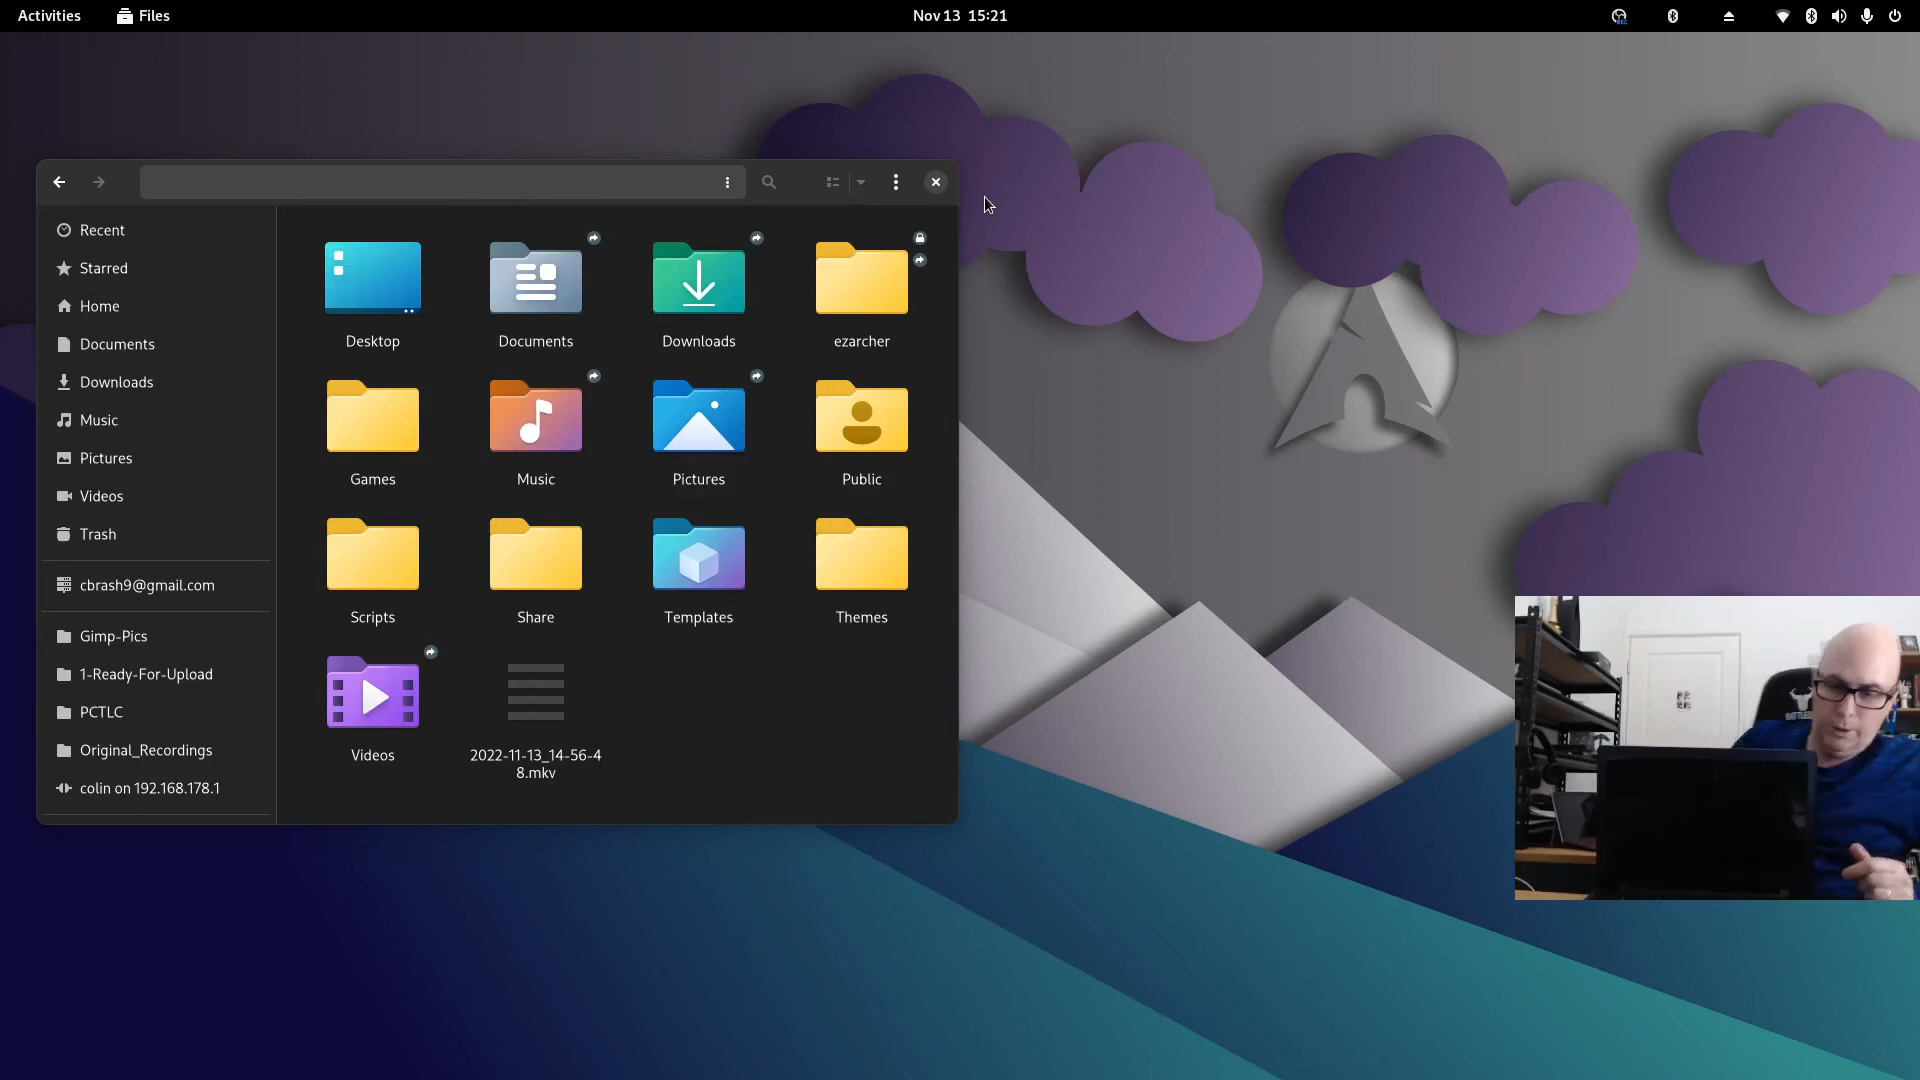 Activities
Files
Nov 13 15:21
Recent
Starred
Home
Documents
Downloads
Music
Pictures
Videos
Trash
cbrash9@gmail.com
Gimp-Pics
1-Ready-For-Upload
PCTLC
Original_Recordings
colin on 192.168.178.1
Desktop
Documents
Downloads
ezarcher
Games
Music
Pictures
Public
Scripts
Share
Templates
Themes
Videos
2022-11-13_14-56-4
8.mkv